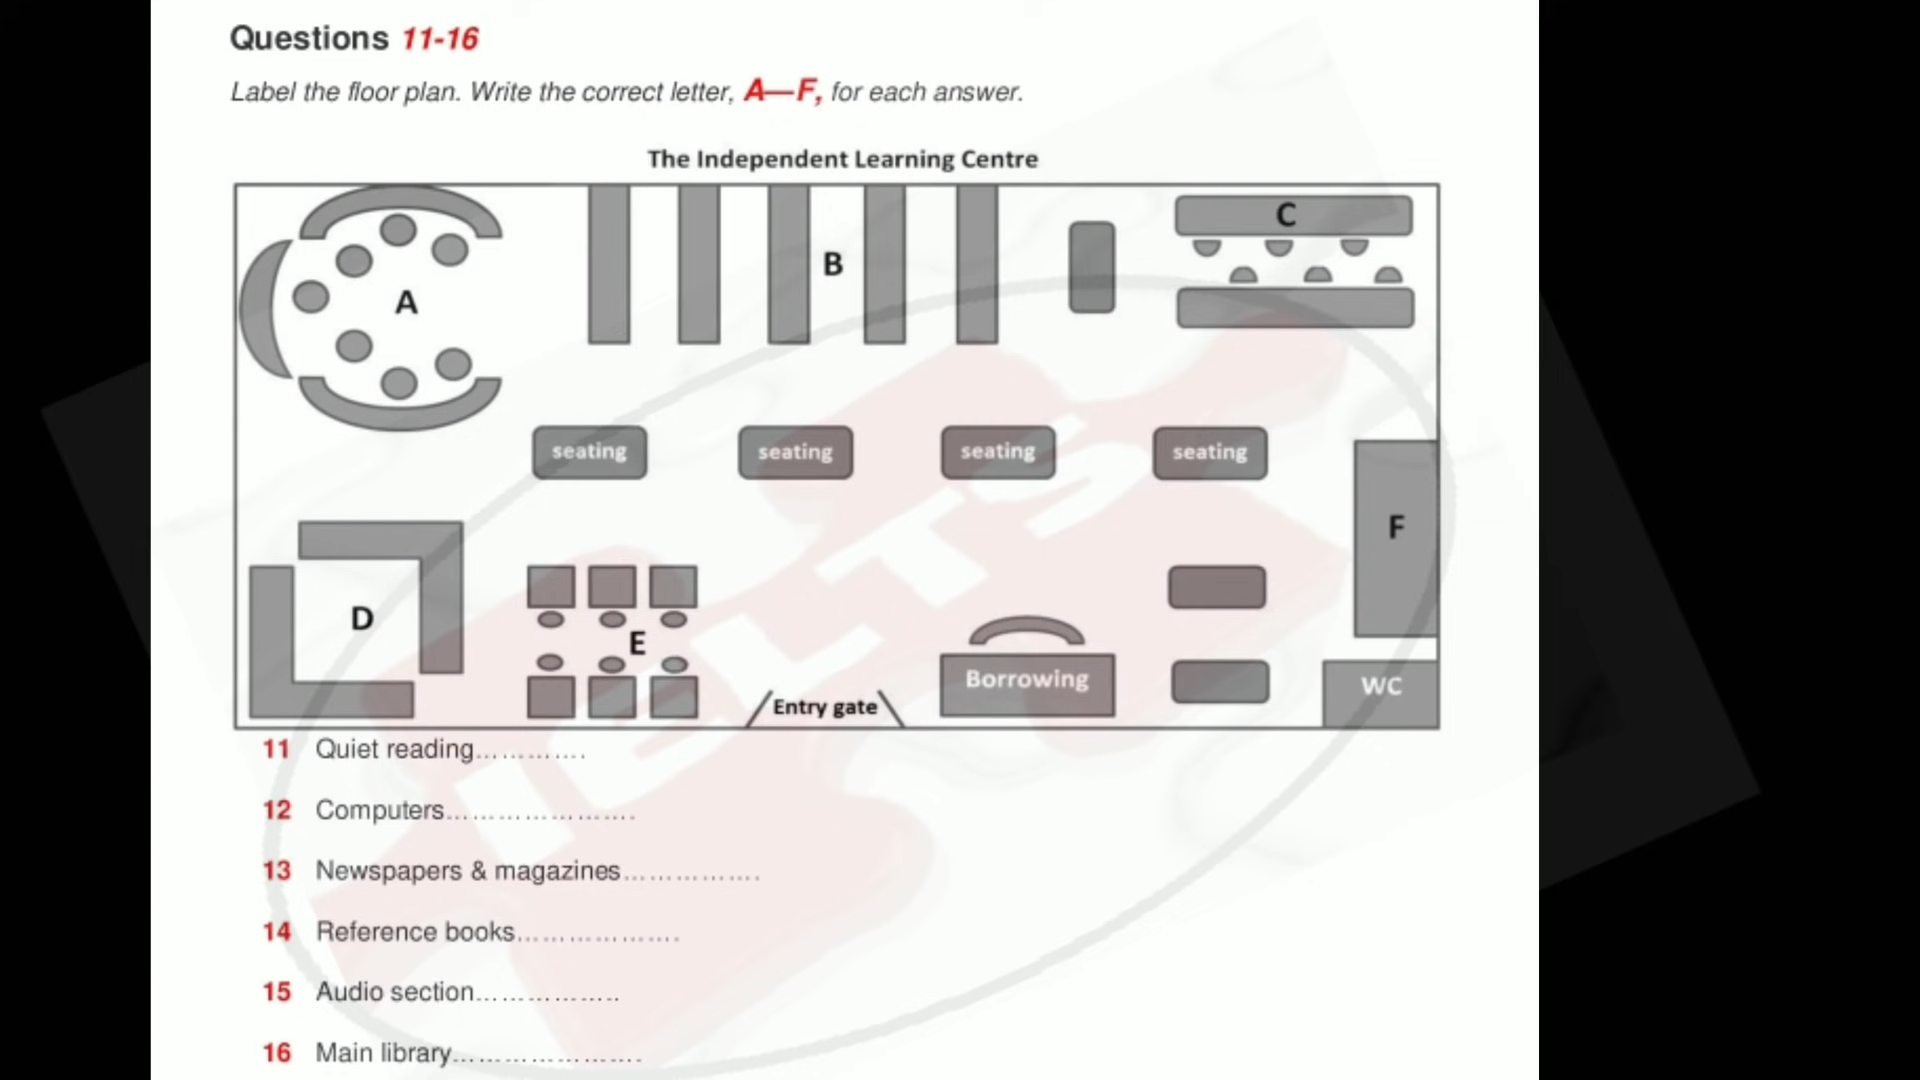 Questions 11-16
Label the floor plan. Write the correct letter, A—F, for each answer.
The Independent Learning Centre
A
B
C
seating
seating
seating
seating
D
E
F
Borrowing
Entry gate
WC
11 Quiet reading………….
12 Computers………………….
13 Newspapers & magazines…………….
14 Reference books……………….
15 Audio section……………..
16 Main library………………….
IELTS